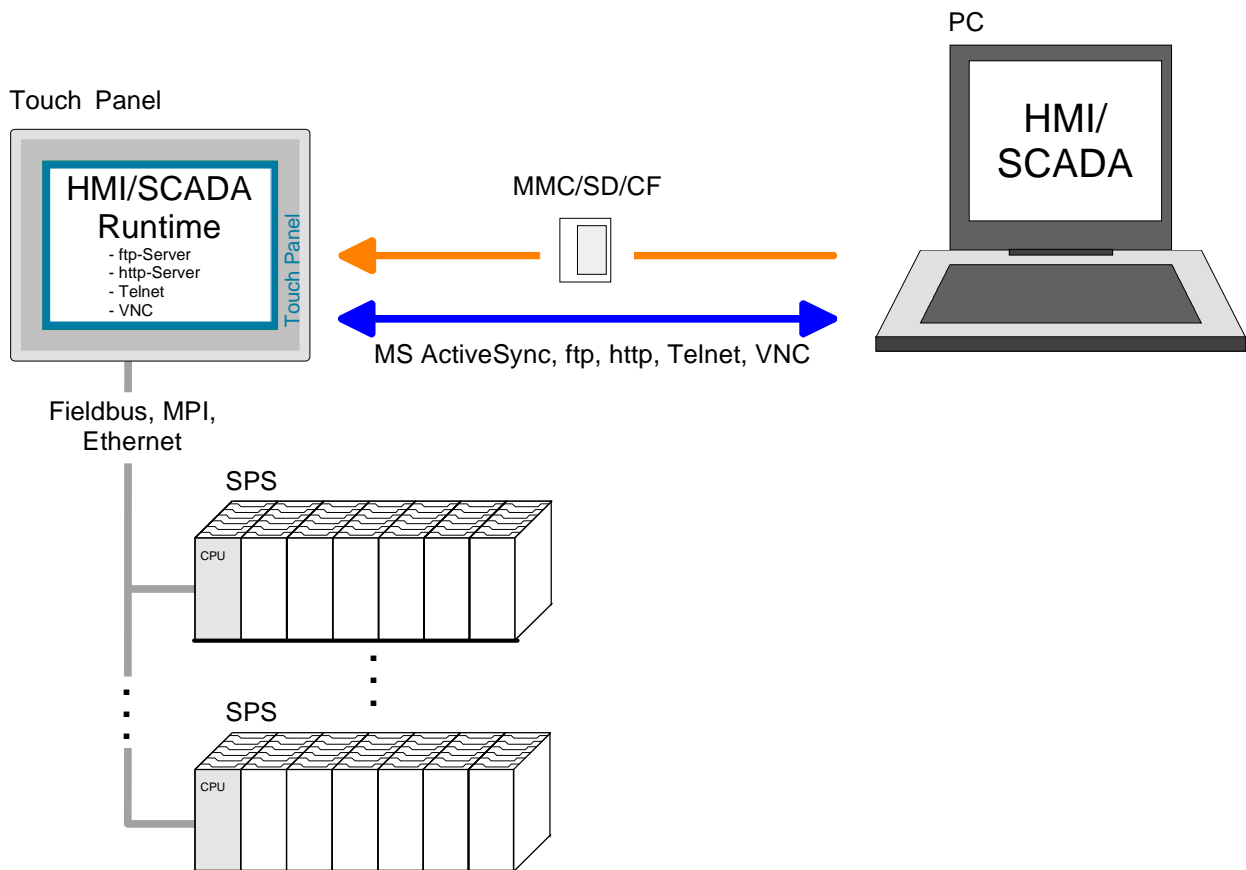 PC
HMI/
SCADA
Touch Panel
HMI/SCADA
Runtime
- ftp-Server
- http-Server
- Telnet
- VNC
Touch Panel
MMC/SD/CF
MS ActiveSync, ftp, http, Telnet, VNC
Fieldbus, MPI,
Ethernet
SPS
CPU
SPS
CPU